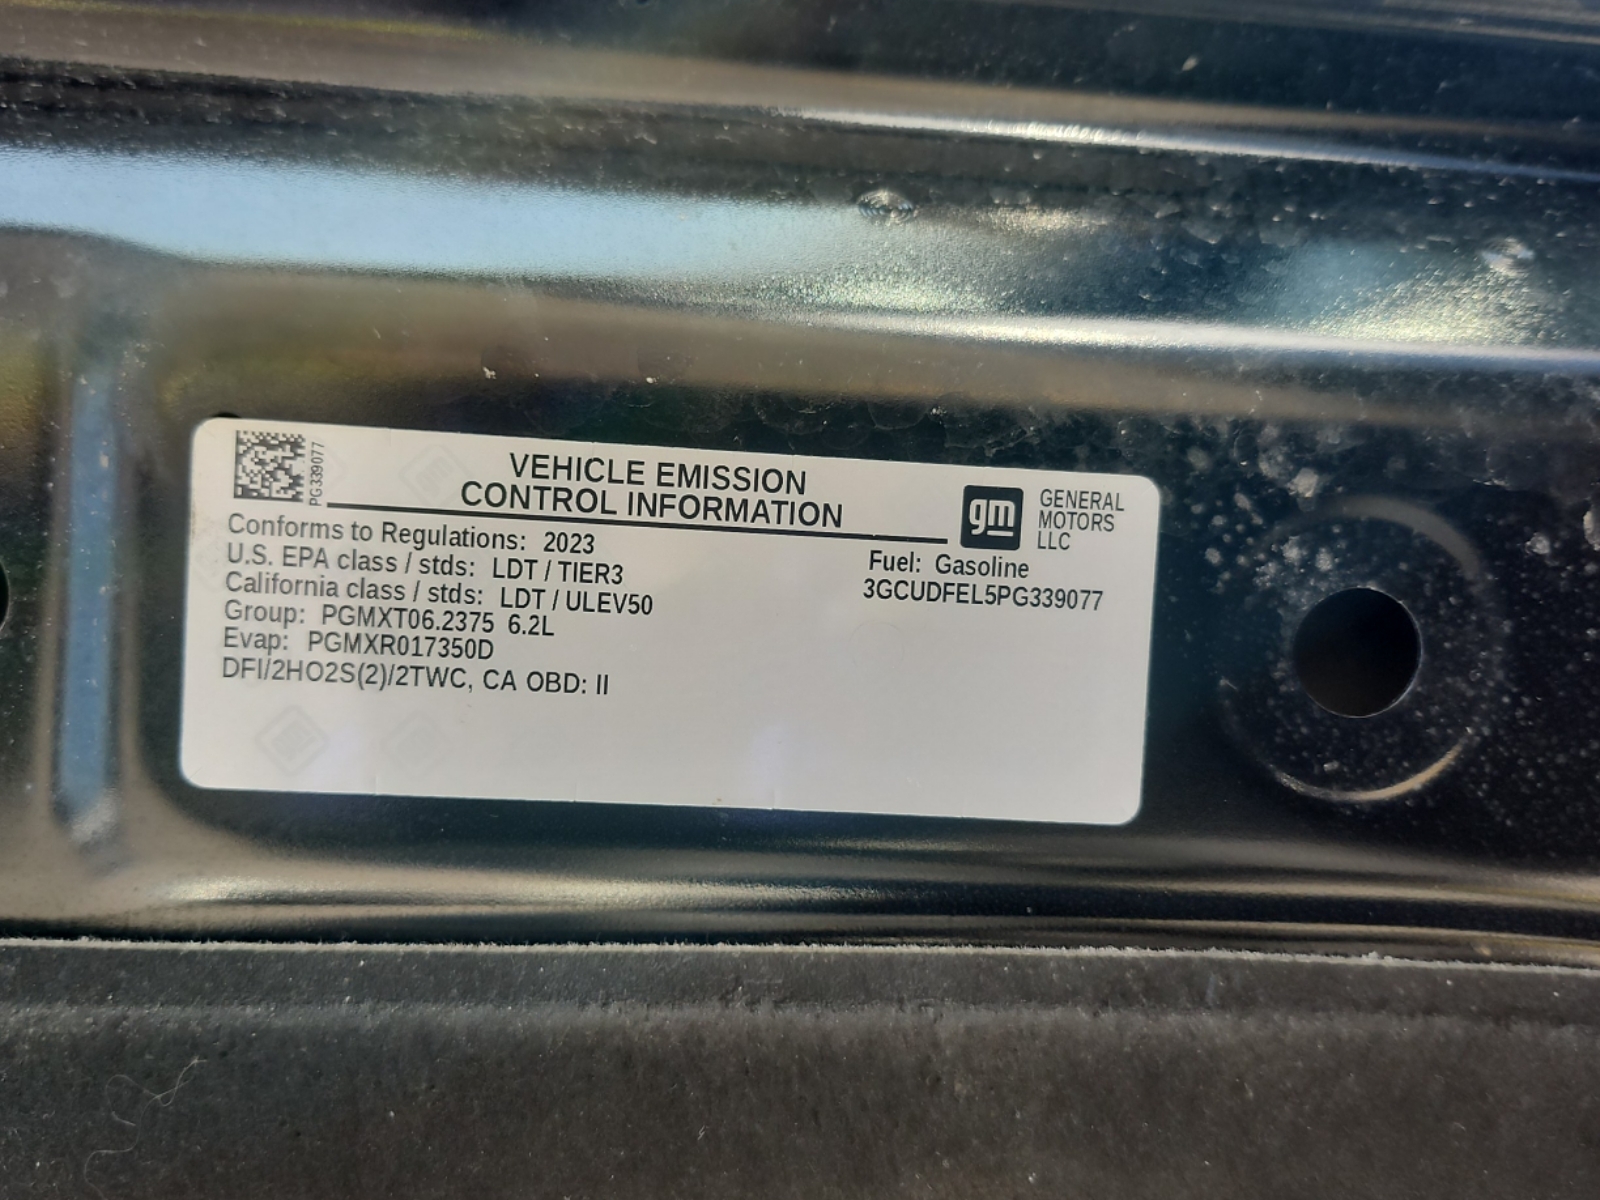 PG339077
VEHICLE EMISSION
CONTROL INFORMATION
gm
GENERAL
MOTORS
LLC
Conforms to Regulations: 2023
U.S. EPA class / stds: LDT / TIER3
California class / stds: LDT / ULEV50
Group: PGMXT06.2375 6.2L
Evap: PGMXR017350D
DFI/2HO2S(2)/2TWC, CA OBD: II
Fuel: Gasoline
3GCUDFEL5PG339077